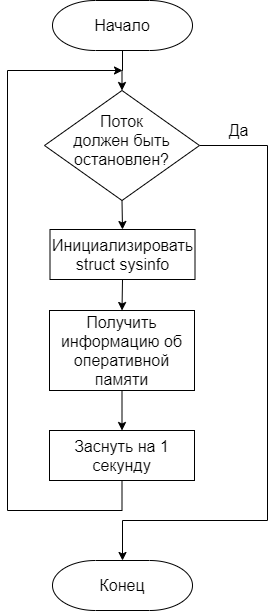 Начало
Поток
должен быть
остановлен?
Да
Инициализировать
struct sysinfo
Получить
информацию об
оперативной
памяти
Заснуть на 1
секунду
Конец